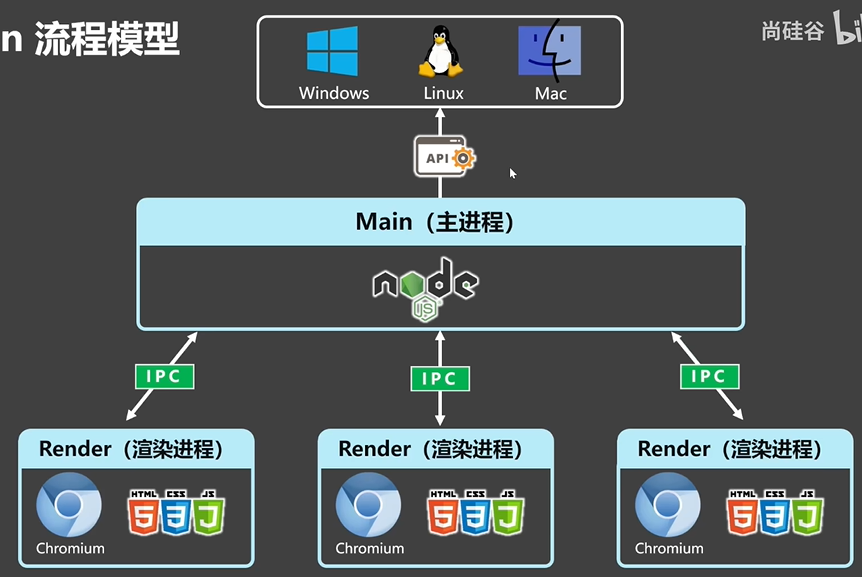 n 流程模型
尚硅谷 bi
Windows
Linux
Mac
API
Main（主进程）
node
JS
IPC
IPC
IPC
Render（渲染进程）
Render（渲染进程）
Render（渲染进程）
HTML CSS JS
5 3
HTML CSS JS
5 3
HTML CSS JS
5 3
Chromium
Chromium
Chromium